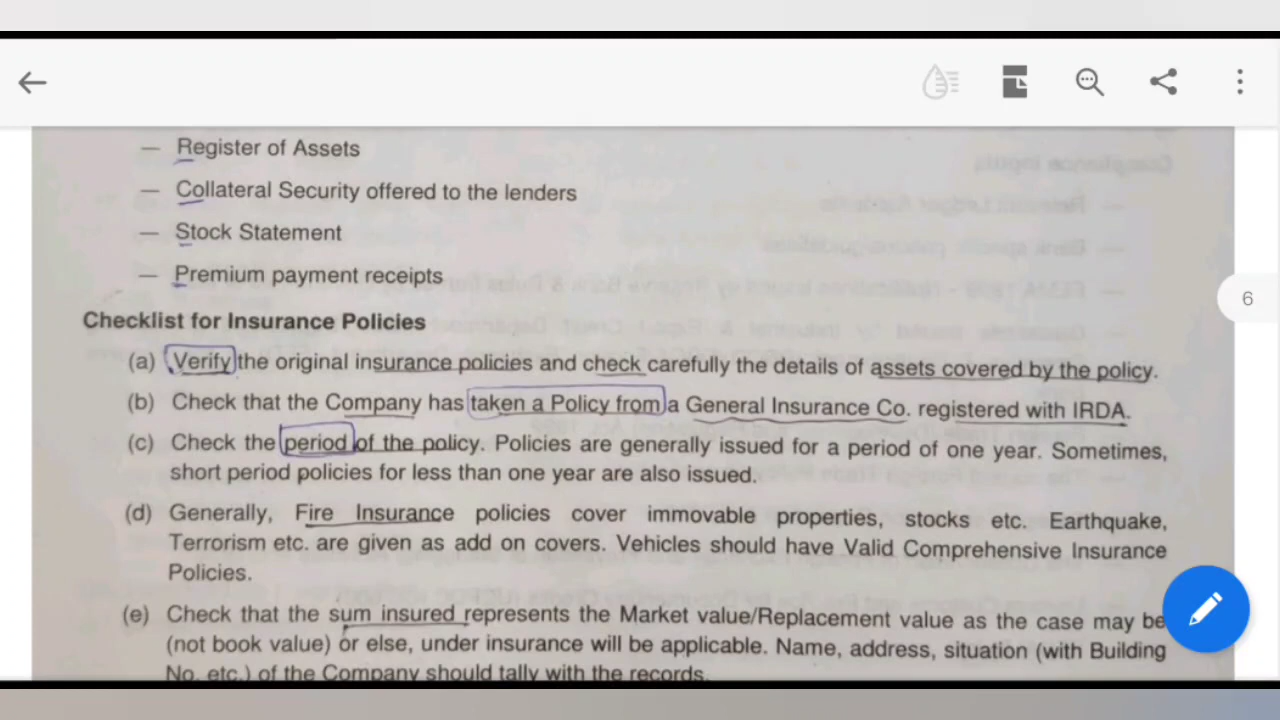 — Register of Assets
— Collateral Security offered to the lenders
— Stock Statement
— Premium payment receipts
6
Checklist for Insurance Policies
(a) Verify the original insurance policies and check carefully the details of assets covered by the policy.
(b) Check that the Company has taken a Policy from a General Insurance Co. registered with IRDA.
(c) Check the period of the policy. Policies are generally issued for a period of one year. Sometimes,
short period policies for less than one year are also issued.
(d) Generally, Fire Insurance policies cover immovable properties, stocks etc. Earthquake,
Terrorism etc. are given as add on covers. Vehicles should have Valid Comprehensive Insurance
Policies.
(e) Check that the sum insured represents the Market value/Replacement value as the case may be
(not book value) or else, under insurance will be applicable. Name, address, situation (with Building
No. etc.) of the Company should tally with the records.